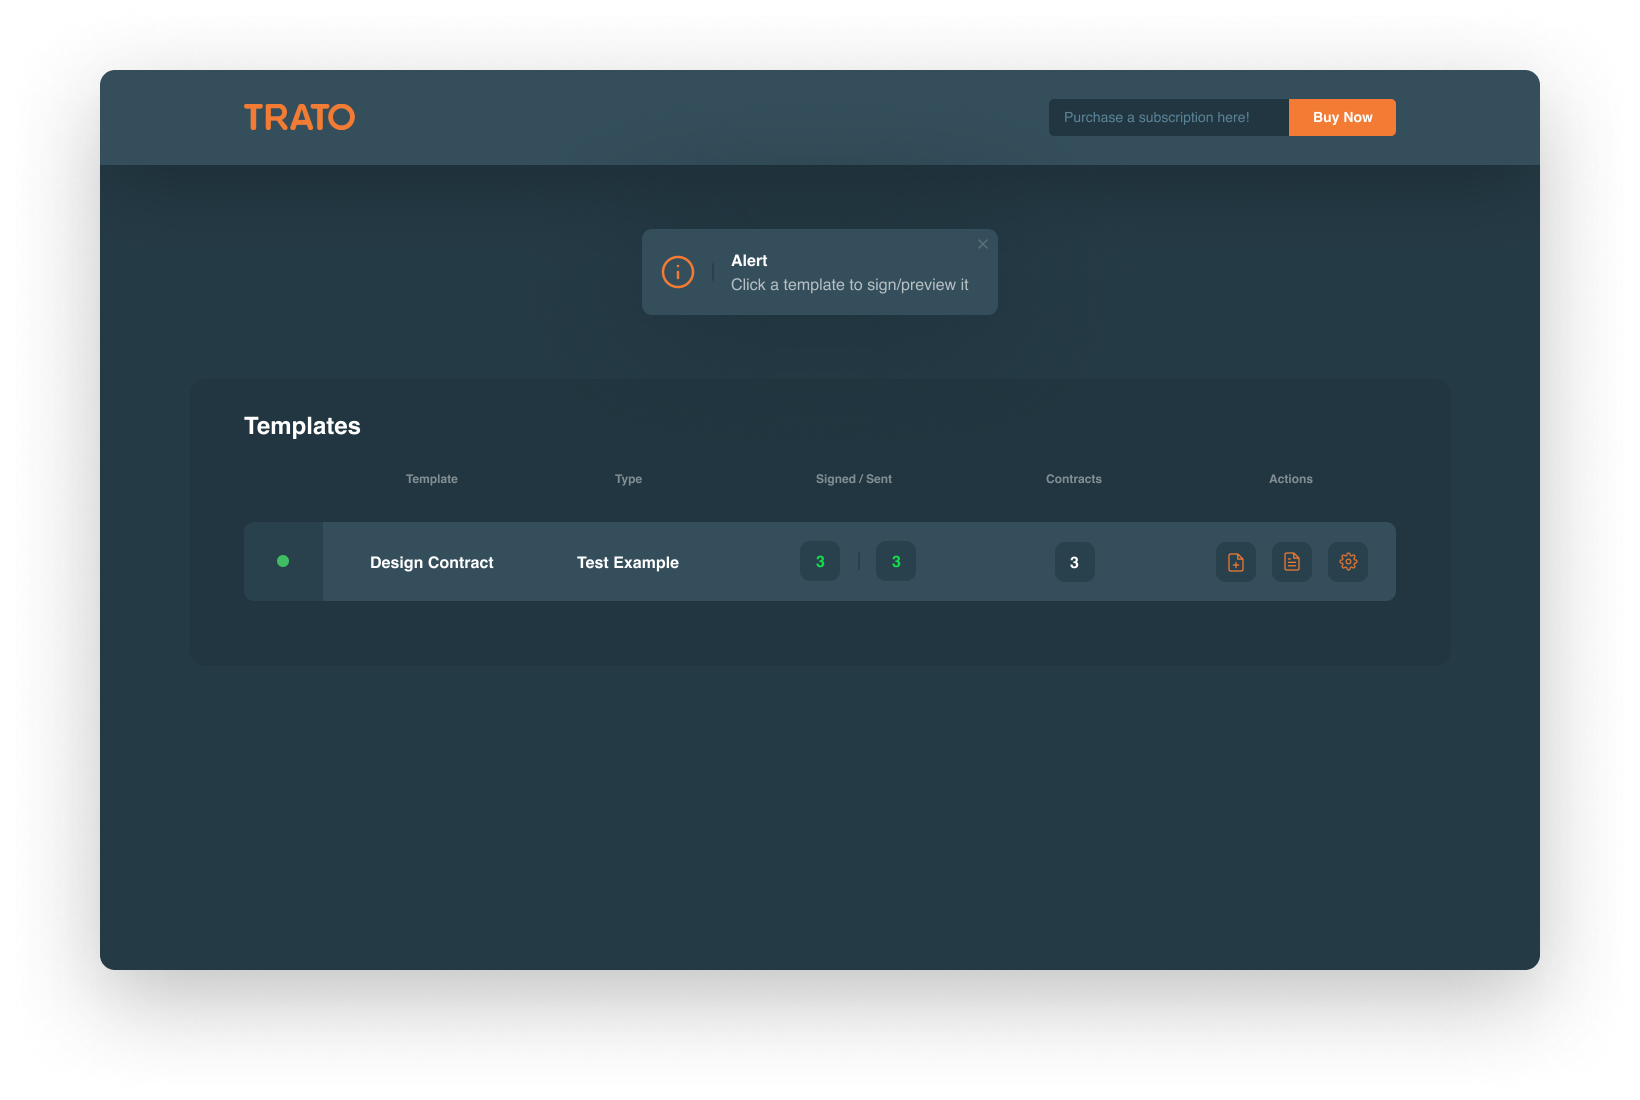 TRATO
Purchase a subscription here!
Buy Now
Alert
Click a template to sign/preview it
Templates
Template Type Signed / Sent Contracts Actions
Design Contract Test Example 3 3 3